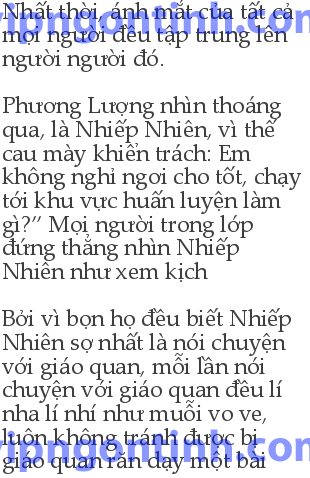 Nhất thời, ánh mắt của tất cả
mọi người đều tập trung lên
người người đó.
Phương Lượng nhìn thoáng
qua, là Nhiếp Nhiên, vì thế
cau mày khiển trách: Em
không nghỉ ngơi cho tốt, chạy
tới khu vực huấn luyện làm
gì?” Mọi người trong lớp
đứng thẳng nhìn Nhiếp
Nhiên như xem kịch
Bởi vì bọn họ đều biết Nhiếp
Nhiên sợ nhất là nói chuyện
với giáo quan, mỗi lần nói
chuyện với giáo quan đều lí
nha lí nhí như muỗi vo ve,
luôn không tránh được bị
giáo quan răn dạy một bài
vipngontinh.com
vipngontinh.com